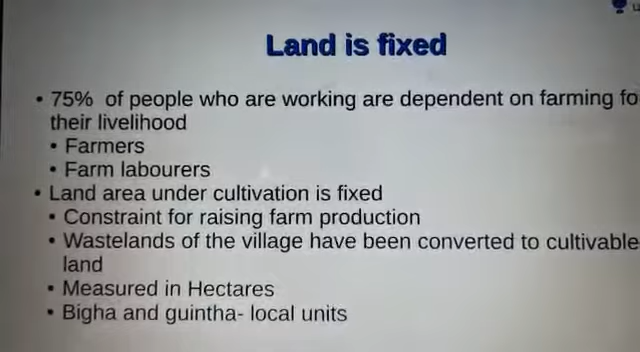 Land is fixed
• 75% of people who are working are dependent on farming fo
their livelihood
• Farmers
• Farm labourers
• Land area under cultivation is fixed
• Constraint for raising farm production
• Wastelands of the village have been converted to cultivable
land
• Measured in Hectares
• Bigha and guintha- local units